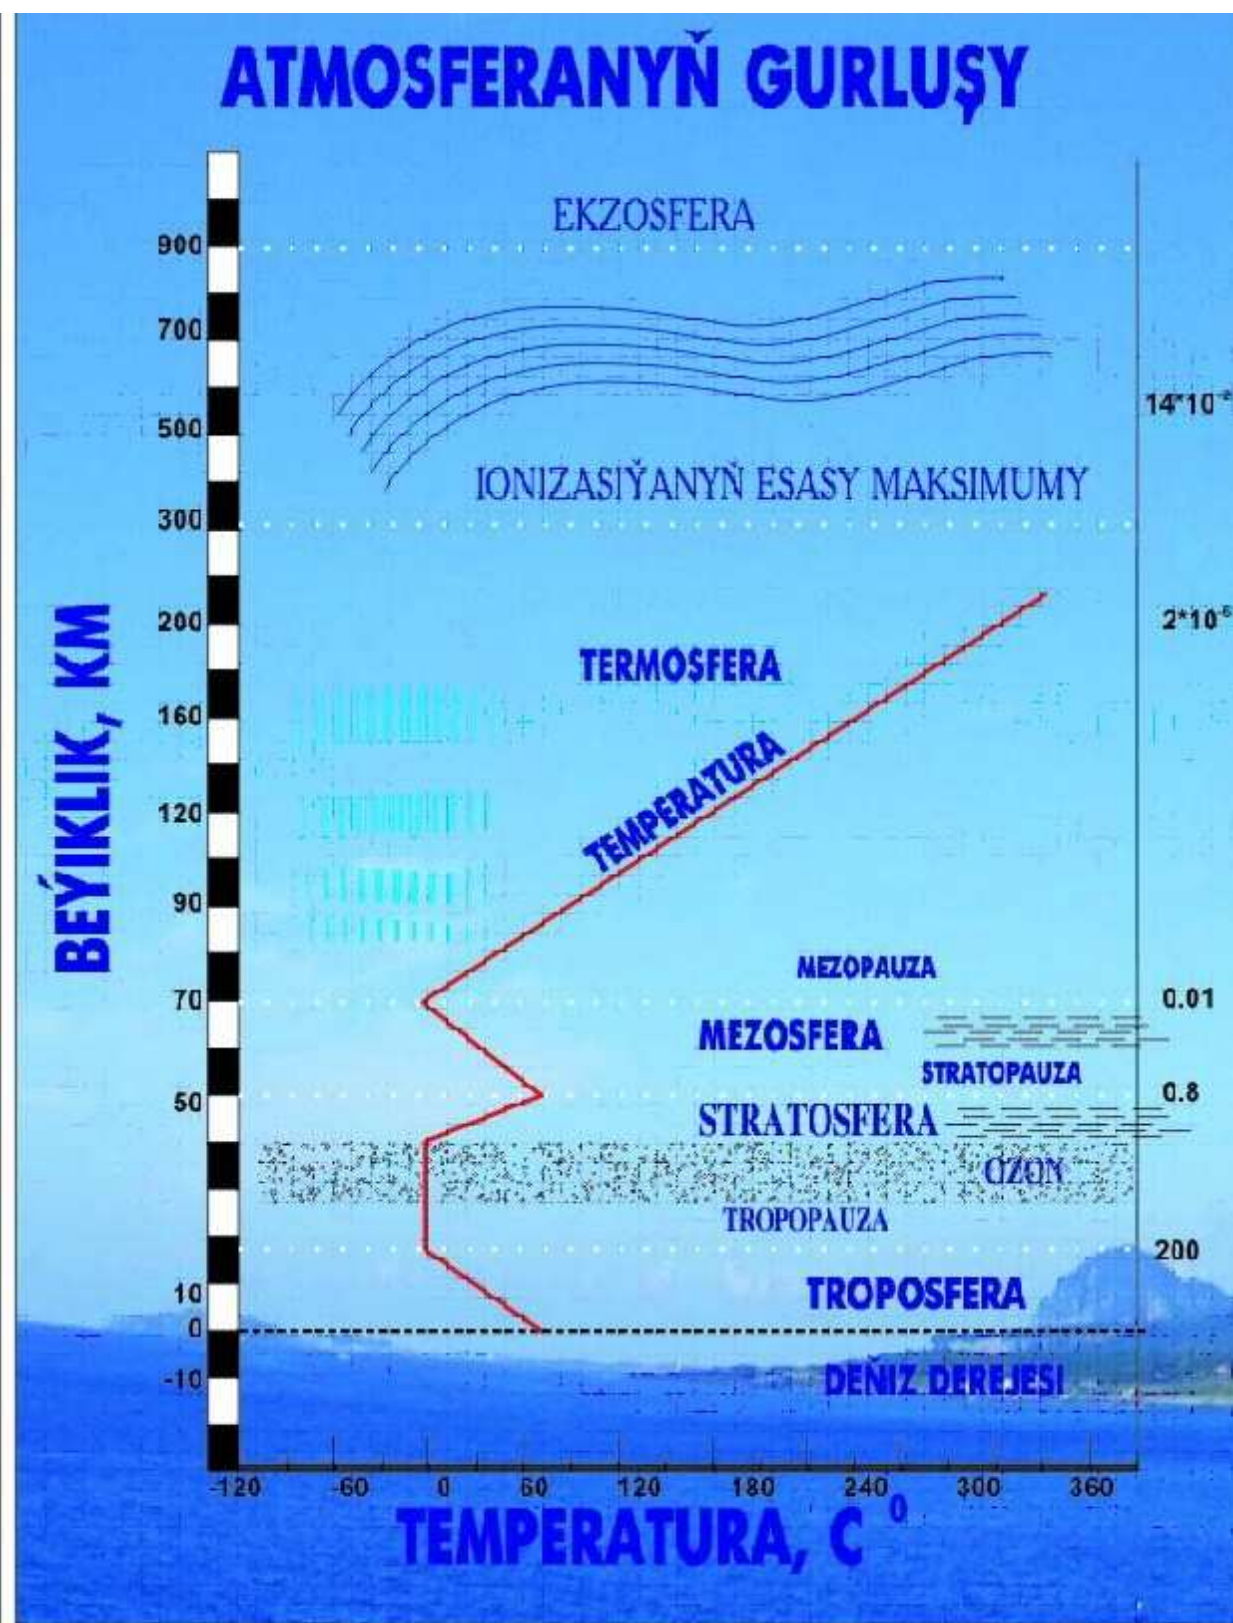 ATMOSFERANYŇ GURLUŞY
EKZOSFERA
900
700
14*10
500
IONIZASIÝANYŇ ESASY MAKSIMUMY
300
200
2*10
TERMOSFERA
160
TEMPERATURA
120
90
BEÝIKLIK, KM
MEZOPAUZA
70
0.01
MEZOSFERA
STRATOPAUZA
50
0.8
STRATOSFERA
OZON
TROPOPAUZA
200
10
TROPOSFERA
0
-10
DEŇIZ DEREJESI
-120 -60 0 60 120 180 240 300 360
TEMPERATURA, C⁰